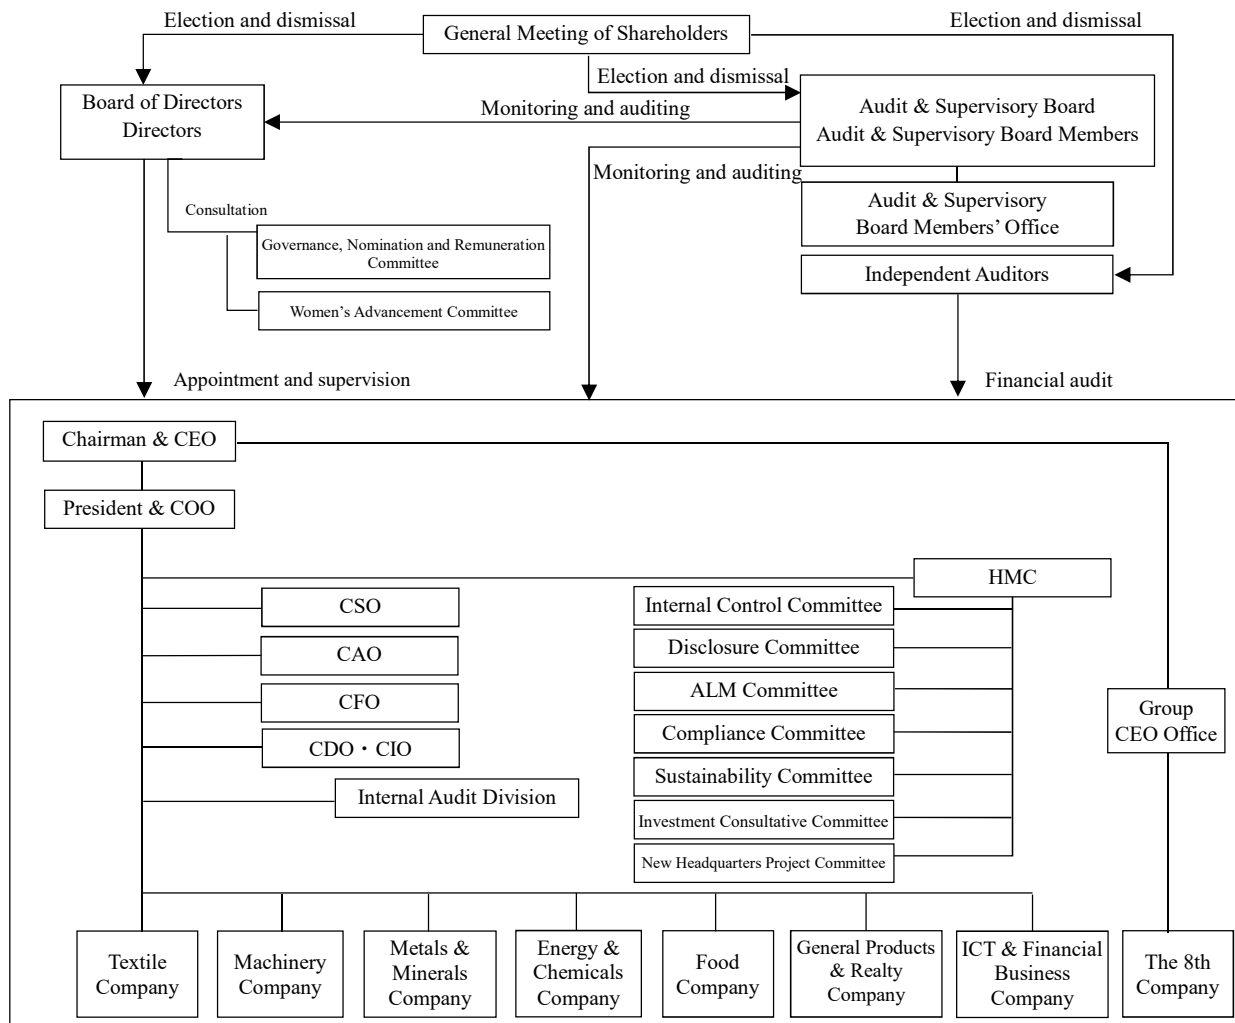 Election and dismissal
General Meeting of Shareholders
Election and dismissal
Election and dismissal
Board of Directors
Directors
Monitoring and auditing
Audit & Supervisory Board
Audit & Supervisory Board Members
Monitoring and auditing
Audit & Supervisory
Board Members’ Office
Consultation
Governance, Nomination and Remuneration
Committee
Independent Auditors
Women’s Advancement Committee
Appointment and supervision
Financial audit
Chairman & CEO
President & COO
HMC
CSO
Internal Control Committee
CAO
Disclosure Committee
CFO
ALM Committee
CDO・CIO
Compliance Committee
Group
CEO Office
Internal Audit Division
Sustainability Committee
Investment Consultative Committee
New Headquarters Project Committee
Textile
Company
Machinery
Company
Metals &
Minerals
Company
Energy &
Chemicals
Company
Food
Company
General Products
& Realty
Company
ICT & Financial
Business
Company
The 8th
Company